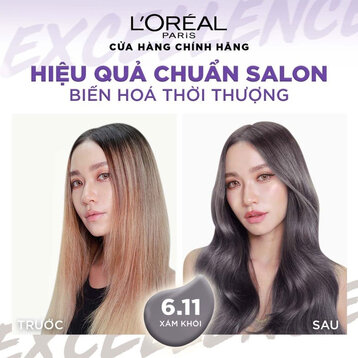 EXCELLENCE
L'ORÉAL
PARIS
CỬA HÀNG CHÍNH HÃNG
HIỆU QUẢ CHUẨN SALON
BIẾN HOÁ THỜI THƯỢNG
6.11
XÁM KHÓI
TRƯỚC
SAU
EXCELLENCE